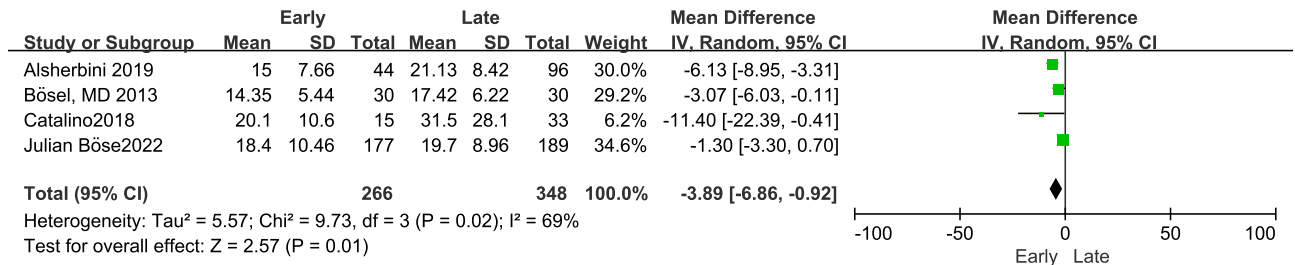 Early Late Mean Difference Mean Difference
Study or Subgroup Mean SD Total Mean SD Total Weight IV, Random, 95% CI IV, Random, 95% CI
Alsherbini 2019 15 7.66 44 21.13 8.42 96 30.0% -6.13 [-8.95, -3.31]
Bösel, MD 2013 14.35 5.44 30 17.42 6.22 30 29.2% -3.07 [-6.03, -0.11]
Catalino2018 20.1 10.6 15 31.5 28.1 33 6.2% -11.40 [-22.39, -0.41]
Julian Böse2022 18.4 10.46 177 19.7 8.96 189 34.6% -1.30 [-3.30, 0.70]
Total (95% CI) 266 348 100.0% -3.89 [-6.86, -0.92]
Heterogeneity: Tau² = 5.57; Chi² = 9.73, df = 3 (P = 0.02); I² = 69%
Test for overall effect: Z = 2.57 (P = 0.01)
-100 -50 0 50 100
Early Late